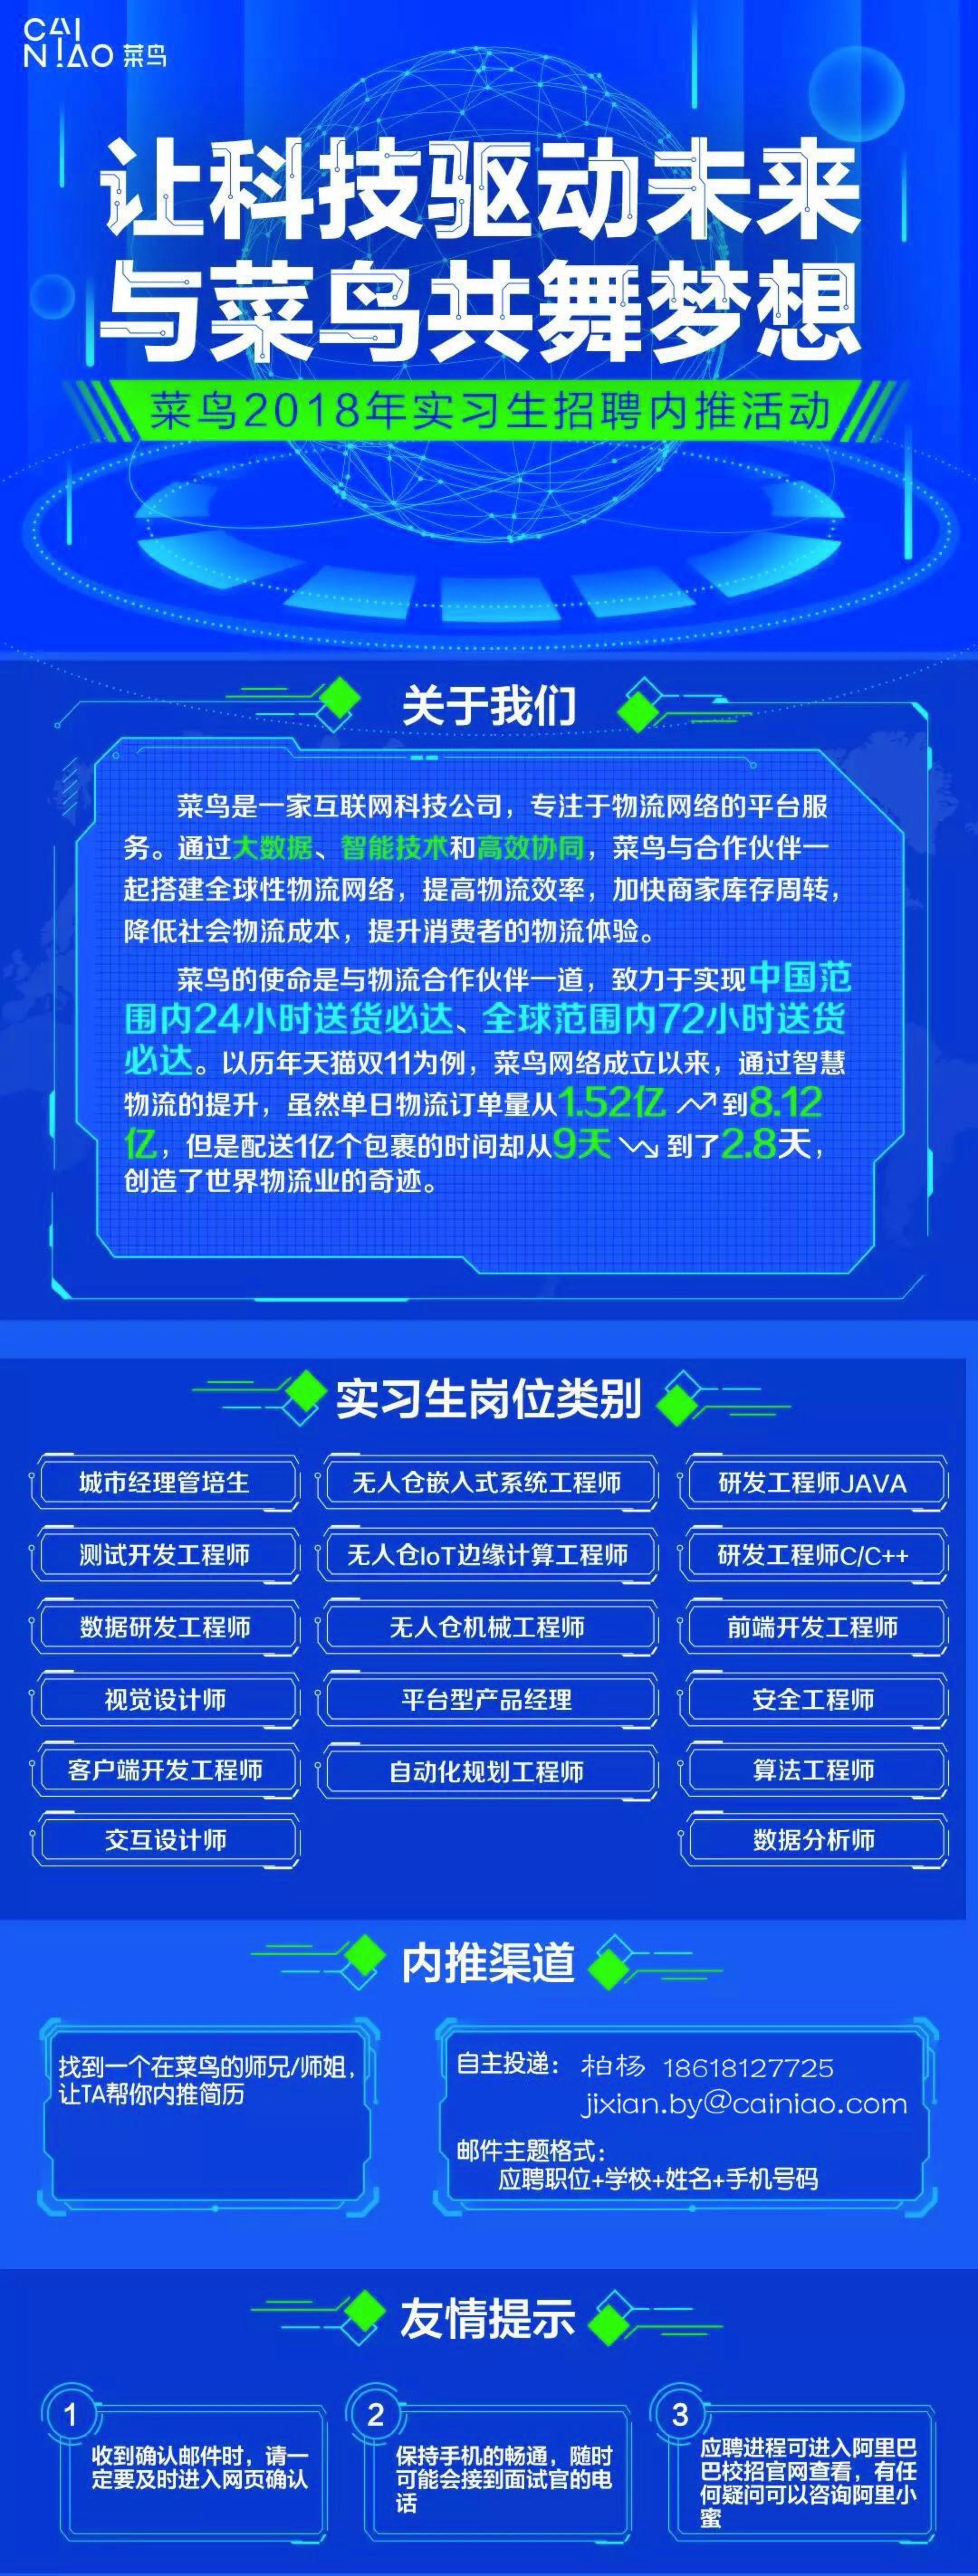 CAI
NIAO 菜鸟
让科技驱动未来
与菜鸟共舞梦想
菜鸟2018年实习生招聘内推活动
关于我们
菜鸟是一家互联网科技公司，专注于物流网络的平台服
务。通过大数据、智能技术和高效协同，菜鸟与合作伙伴一
起搭建全球性物流网络，提高物流效率，加快商家库存周转，
降低社会物流成本，提升消费者的物流体验。
菜鸟的使命是与物流合作伙伴一道，致力于实现中国范
围内24小时送货必达、全球范围内72小时送货
必达。以历年天猫双11为例，菜鸟网络成立以来，通过智慧
物流的提升，虽然单日物流订单量从1.52亿 到8.12
亿，但是配送1亿个包裹的时间却从9天 到了2.8天，
创造了世界物流业的奇迹。
实习生岗位类别
城市经理管培生 无人仓嵌入式系统工程师 研发工程师JAVA
测试开发工程师 无人仓IoT边缘计算工程师 研发工程师C/C++
数据研发工程师 无人仓机械工程师 前端开发工程师
视觉设计师 平台型产品经理 安全工程师
客户端开发工程师 自动化规划工程师 算法工程师
交互设计师 数据分析师
内推渠道
找到一个在菜鸟的师兄/师姐，
让TA帮你内推简历
自主投递： 柏杨 18618127725
jixian.by@cainiao.com
邮件主题格式：
应聘职位+学校+姓名+手机号码
友情提示
1
收到确认邮件时，请一
定要及时进入网页确认
2
保持手机的畅通，随时
可能会接到面试官的电
话
3
应聘进程可进入阿里巴
巴校招官网查看，有任
何疑问可以咨询阿里小
蜜